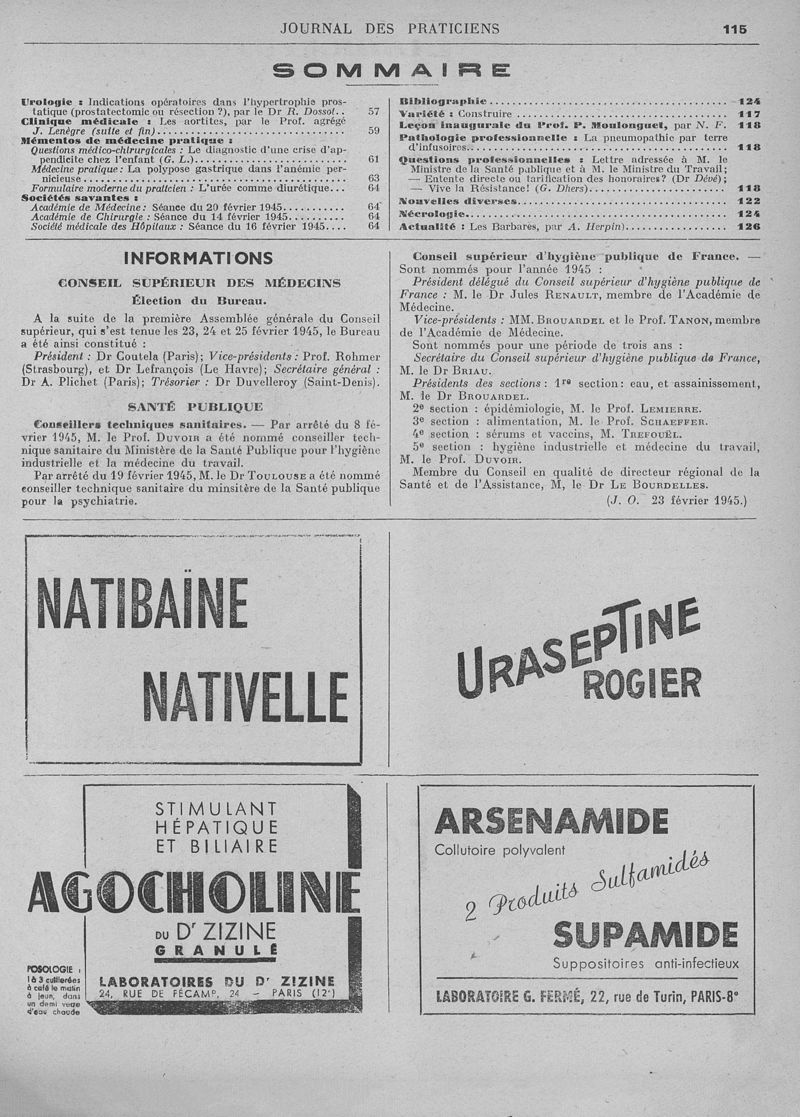 JOURNAL DES PRATICIENS 115
SOMMAIRE
Urologie : Indications opératoires dans l'hypertrophie pros-
tatique (prostatectomie ou résection ?), par le Dr R. Dossot.. 57
Clinique médicale : Les aortites, par le Prof. agrégé
J. Lenègre (suite et fin)................................ 59
Mémentos de médecine pratique :
Questions médico-chirurgicales : Le diagnostic d'une crise d'ap-
pendicite chez l'enfant (G. L.)........................... 61
Médecine pratique : La polypose gastrique dans l'anémie per-
nicieuse............................................ 63
Formulaire moderne du praticien : L'urée comme diurétique... 64
Sociétés savantes :
Académie de Médecine : Séance du 20 février 1945........... 64
Académie de Chirurgie : Séance du 14 février 1945.......... 64
Société médicale des Hôpitaux : Séance du 16 février 1945.... 64
Bibliographie........................................ 124
Variété : Construire.................................... 117
Leçon inaugurale du Prof. P. Moulonguet, par N. F. 118
Pathologie professionnelle : La pneumopathie par terre
d'infusoires............................................ 118
Questions professionnelles : Lettre adressée à M. le
Ministre de la Santé publique et à M. le Ministre du Travail;
— Entente directe ou tarification des honoraires? (Dr Dévé);
— Vive la Résistance! (G. Dhers)........................ 118
Nouvelles diverses.................................... 122
Nécrologie............................................ 124
Actualité : Les Barbares, par A. Herpin).................. 126
INFORMATIONS
CONSEIL SUPÉRIEUR DES MÉDECINS
Élection du Bureau.
A la suite de la première Assemblée générale du Conseil
supérieur, qui s'est tenue les 23, 24 et 25 février 1945, le Bureau
a été ainsi constitué :
Président : Dr Goutela (Paris); Vice-présidents : Prof. Rohmer
(Strasbourg), et Dr Lefrançois (Le Havre); Secrétaire général :
Dr A. Plichet (Paris); Trésorier : Dr Duvelleroy (Saint-Denis).
SANTÉ PUBLIQUE
Conseillers techniques sanitaires. — Par arrêté du 8 fé-
vrier 1945, M. le Prof. DUVOIR a été nommé conseiller tech-
nique sanitaire du Ministère de la Santé Publique pour l'hygiène
industrielle et la médecine du travail.
Par arrêté du 19 février 1945, M. le Dr TOULOUSE a été nommé
conseiller technique sanitaire du minsitère de la Santé publique
pour la psychiatrie.
Conseil supérieur d'hygiène publique de France. —
Sont nommés pour l'année 1945 :
Président délégué du Conseil supérieur d'hygiène publique de
France : M. le Dr Jules RENAULT, membre de l'Académie de
Médecine.
Vice-présidents : MM. BROUARDEL et le Prof. TANON, membre
de l'Académie de Médecine.
Sont nommés pour une période de trois ans :
Secrétaire du Conseil supérieur d'hygiène publique de France,
M. le Dr BRIAU.
Présidents des sections : 1re section : eau, et assainissement,
M. le Dr BROUARDEL.
2e section : épidémiologie, M. le Prof. LEMIERRE.
3e section : alimentation, M. le Prof. SCHAEFFER.
4e section : sérums et vaccins, M. TREFOUËL.
5e section : hygiène industrielle et médecine du travail,
M. le Prof. DUVOIR.
Membre du Conseil en qualité de directeur régional de la
Santé et de l'Assistance, M, le Dr LE BOURDELLES.
(J. O. 23 février 1945.)
NATIBAÏNE
NATIVELLE
URASEPTINE
ROGIER
STIMULANT
HÉPATIQUE
ET BILIAIRE
AGOCHOLINE
DU Dr ZIZINE
GRANULÉ
POSOLOGIE :
1 à 3 cuillerées
à café le matin
à jeun, dans
un demi verre
d'eau chaude
LABORATOIRES DU Dr ZIZINE
24, RUE DE FÉCAMP, 24 – PARIS (12e)
ARSENAMIDE
Collutoire polyvalent
2 Produits Sulfamidés
SUPAMIDE
Suppositoires anti-infectieux
LABORATOIRE G. FERMÉ, 22, rue de Turin, PARIS-8e